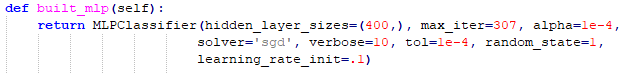 def built_mlp(self):
return MLPClassifier(hidden_layer_sizes=(400,), max_iter=307, alpha=1e-4,
solver='sgd', verbose=10, tol=1e-4, random_state=1,
learning_rate_init=.1)